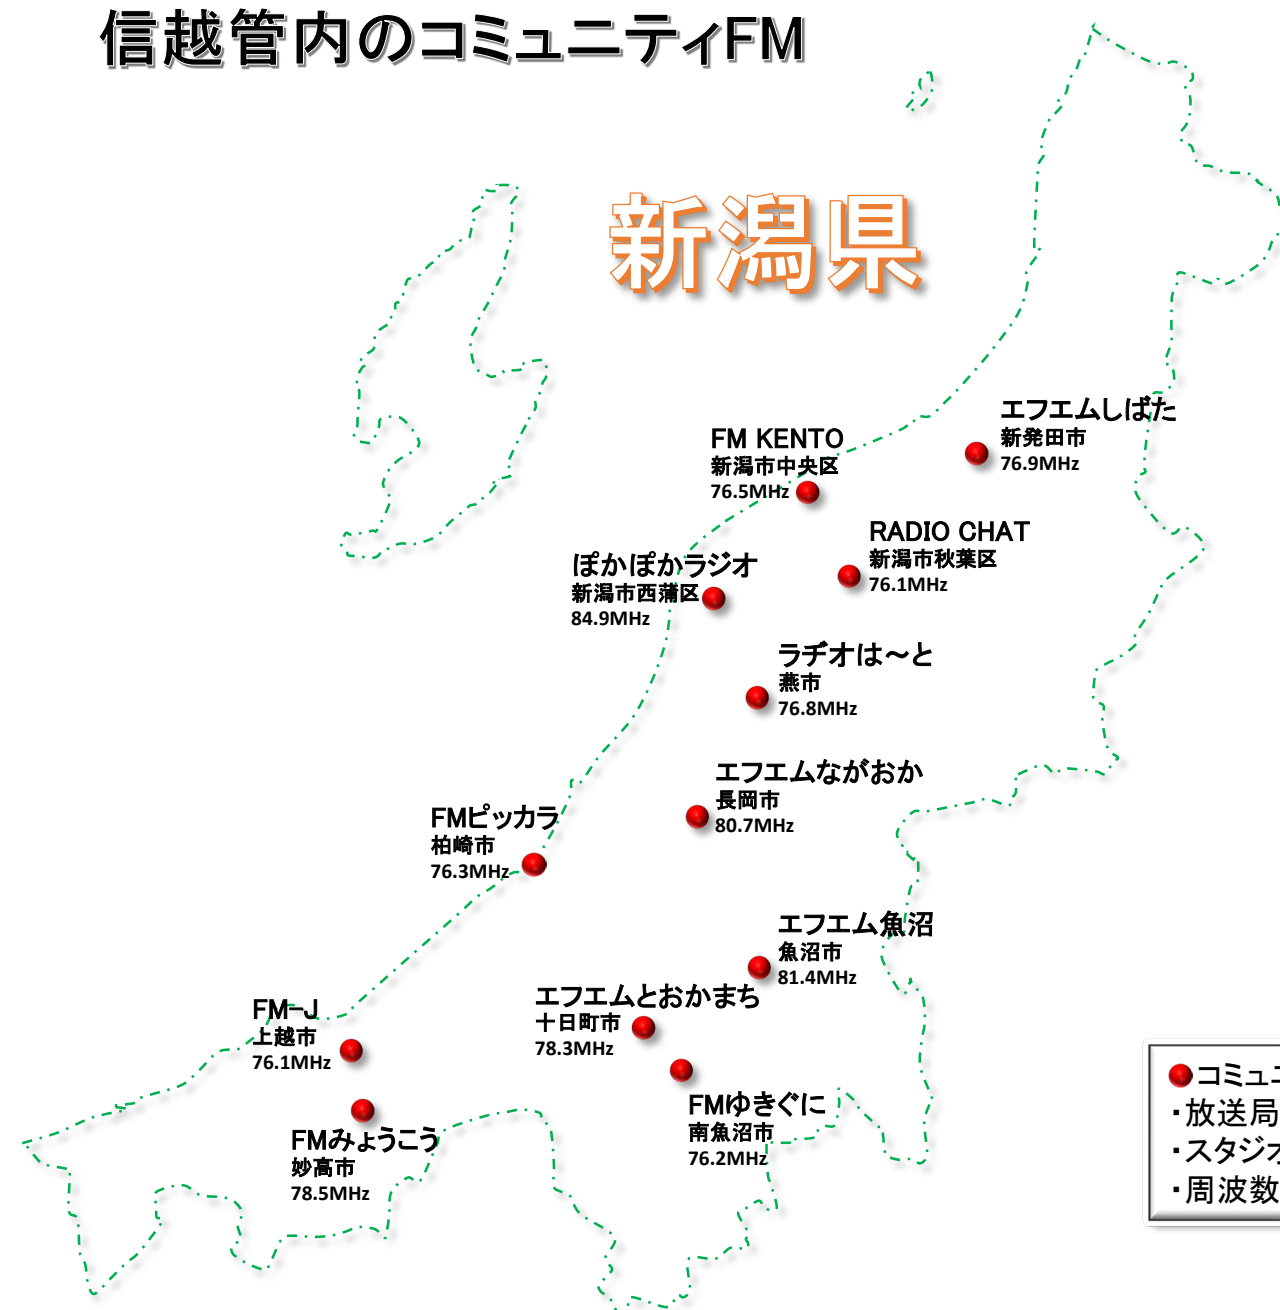 信越管内のコミュニティFM
新潟県
エフエムしばた
新発田市
76.9MHz
FM KENTO
新潟市中央区
76.5MHz
RADIO CHAT
新潟市秋葉区
76.1MHz
ぽかぽかラジオ
新潟市西蒲区
84.9MHz
ラヂオは～と
燕市
76.8MHz
エフエムながおか
長岡市
80.7MHz
FMピッカラ
柏崎市
76.3MHz
エフエム魚沼
魚沼市
81.4MHz
エフエムとおかまち
十日町市
78.3MHz
FM-J
上越市
76.1MHz
FMゆきぐに
南魚沼市
76.2MHz
FMみょうこう
妙高市
78.5MHz
●コミュニ
・放送局
・スタジオ
・周波数